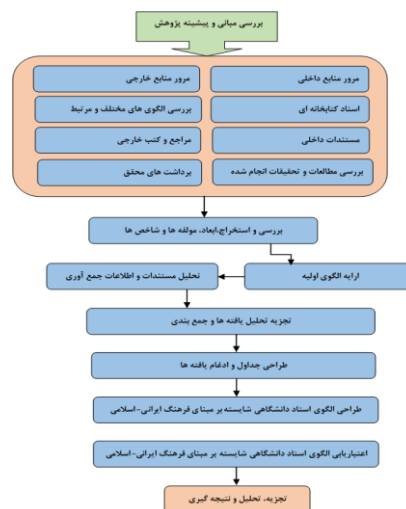 بررسی مبانی و پیشینه پژوهش
مرور منابع داخلی
مرور منابع خارجی
اسناد کتابخانه ای
بررسی الگوی های مختلف و مرتبط
مستندات داخلی
مراجع و کتب خارجی
بررسی مطالعات و تحقیقات انجام شده
برداشت های محقق
بررسی و استخراج،ابعاد، مولفه ها و شاخص ها
ارایه الگوی اولیه
تحلیل مستندات و اطلاعات جمع آوری
تجزیه تحلیل یافته ها و جمع بندی
طراحی جداول و ادغام یافته ها
طراحی الگوی استاد دانشگاهی شایسته بر مبنای فرهنگ ایرانی-اسلامی
اعتباریابی الگوی استاد دانشگاهی شایسته بر مبنای فرهنگ ایرانی-اسلامی
تجزیه، تحلیل و نتیجه گیری